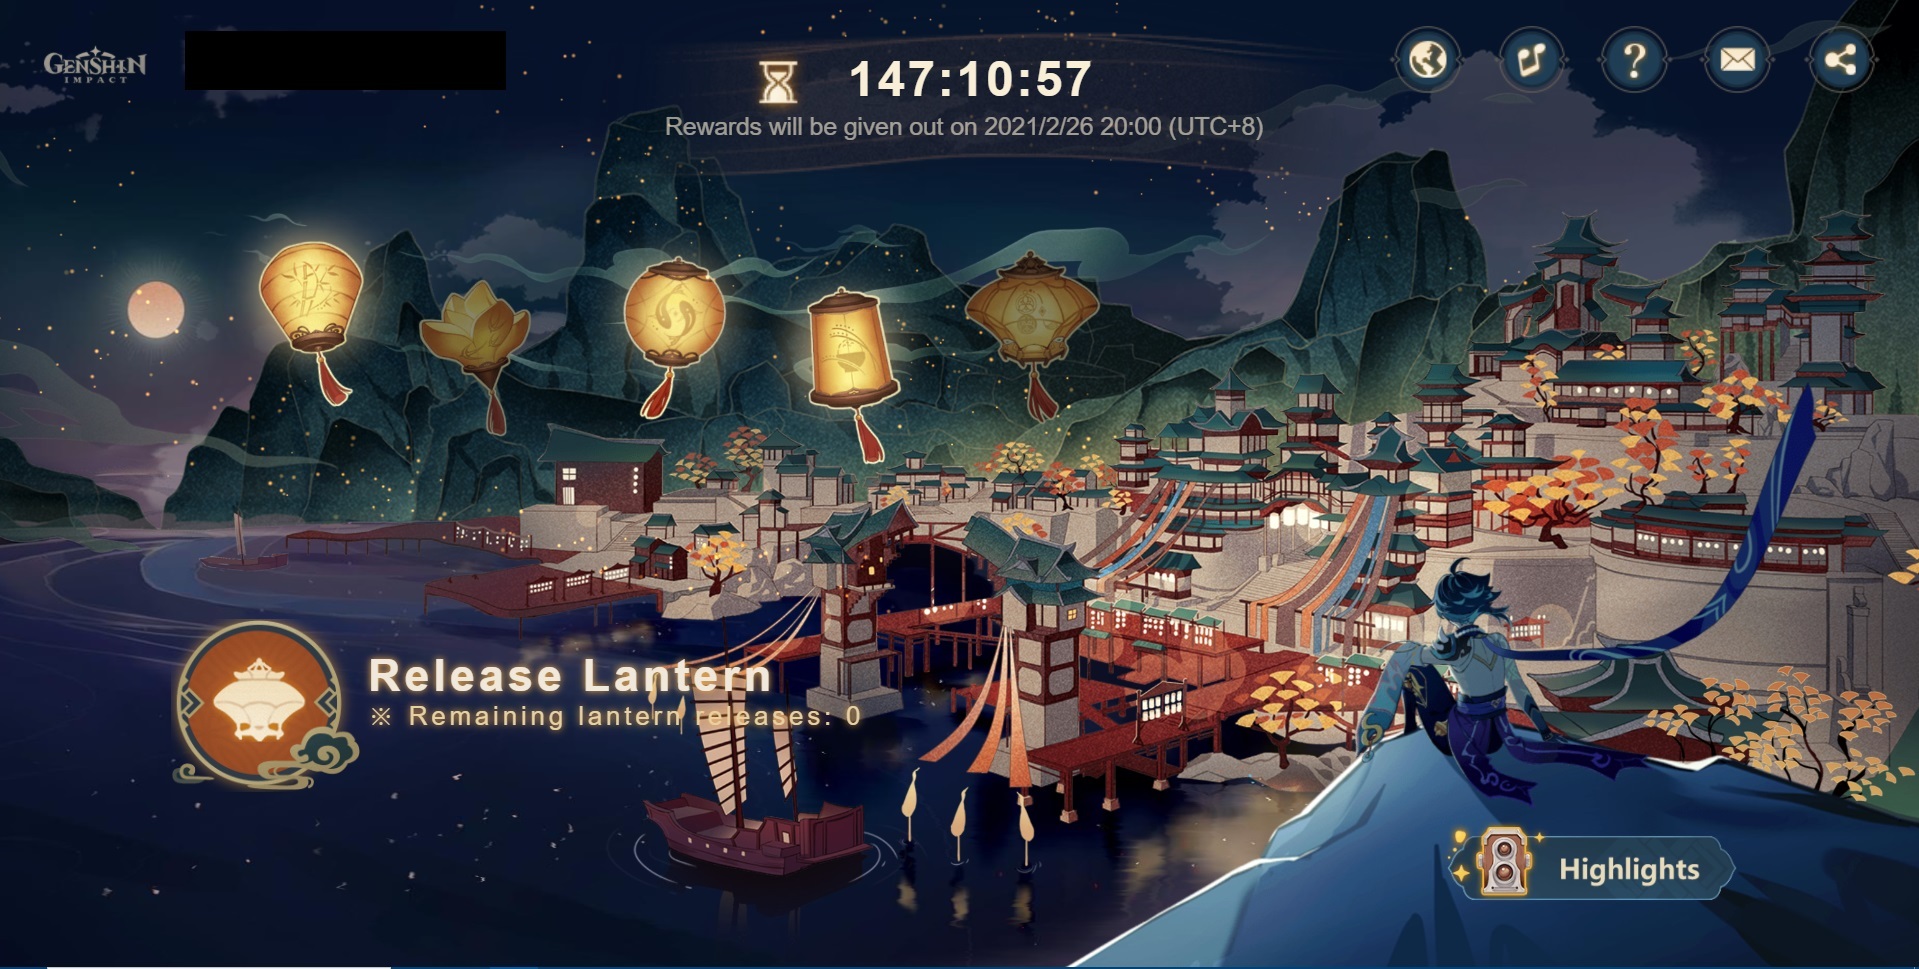 GENSHIN
IMPACT
147:10:57
Rewards will be given out on 2021/2/26 20:00 (UTC+8)
Release Lantern
※ Remaining lantern releases: 0
Highlights